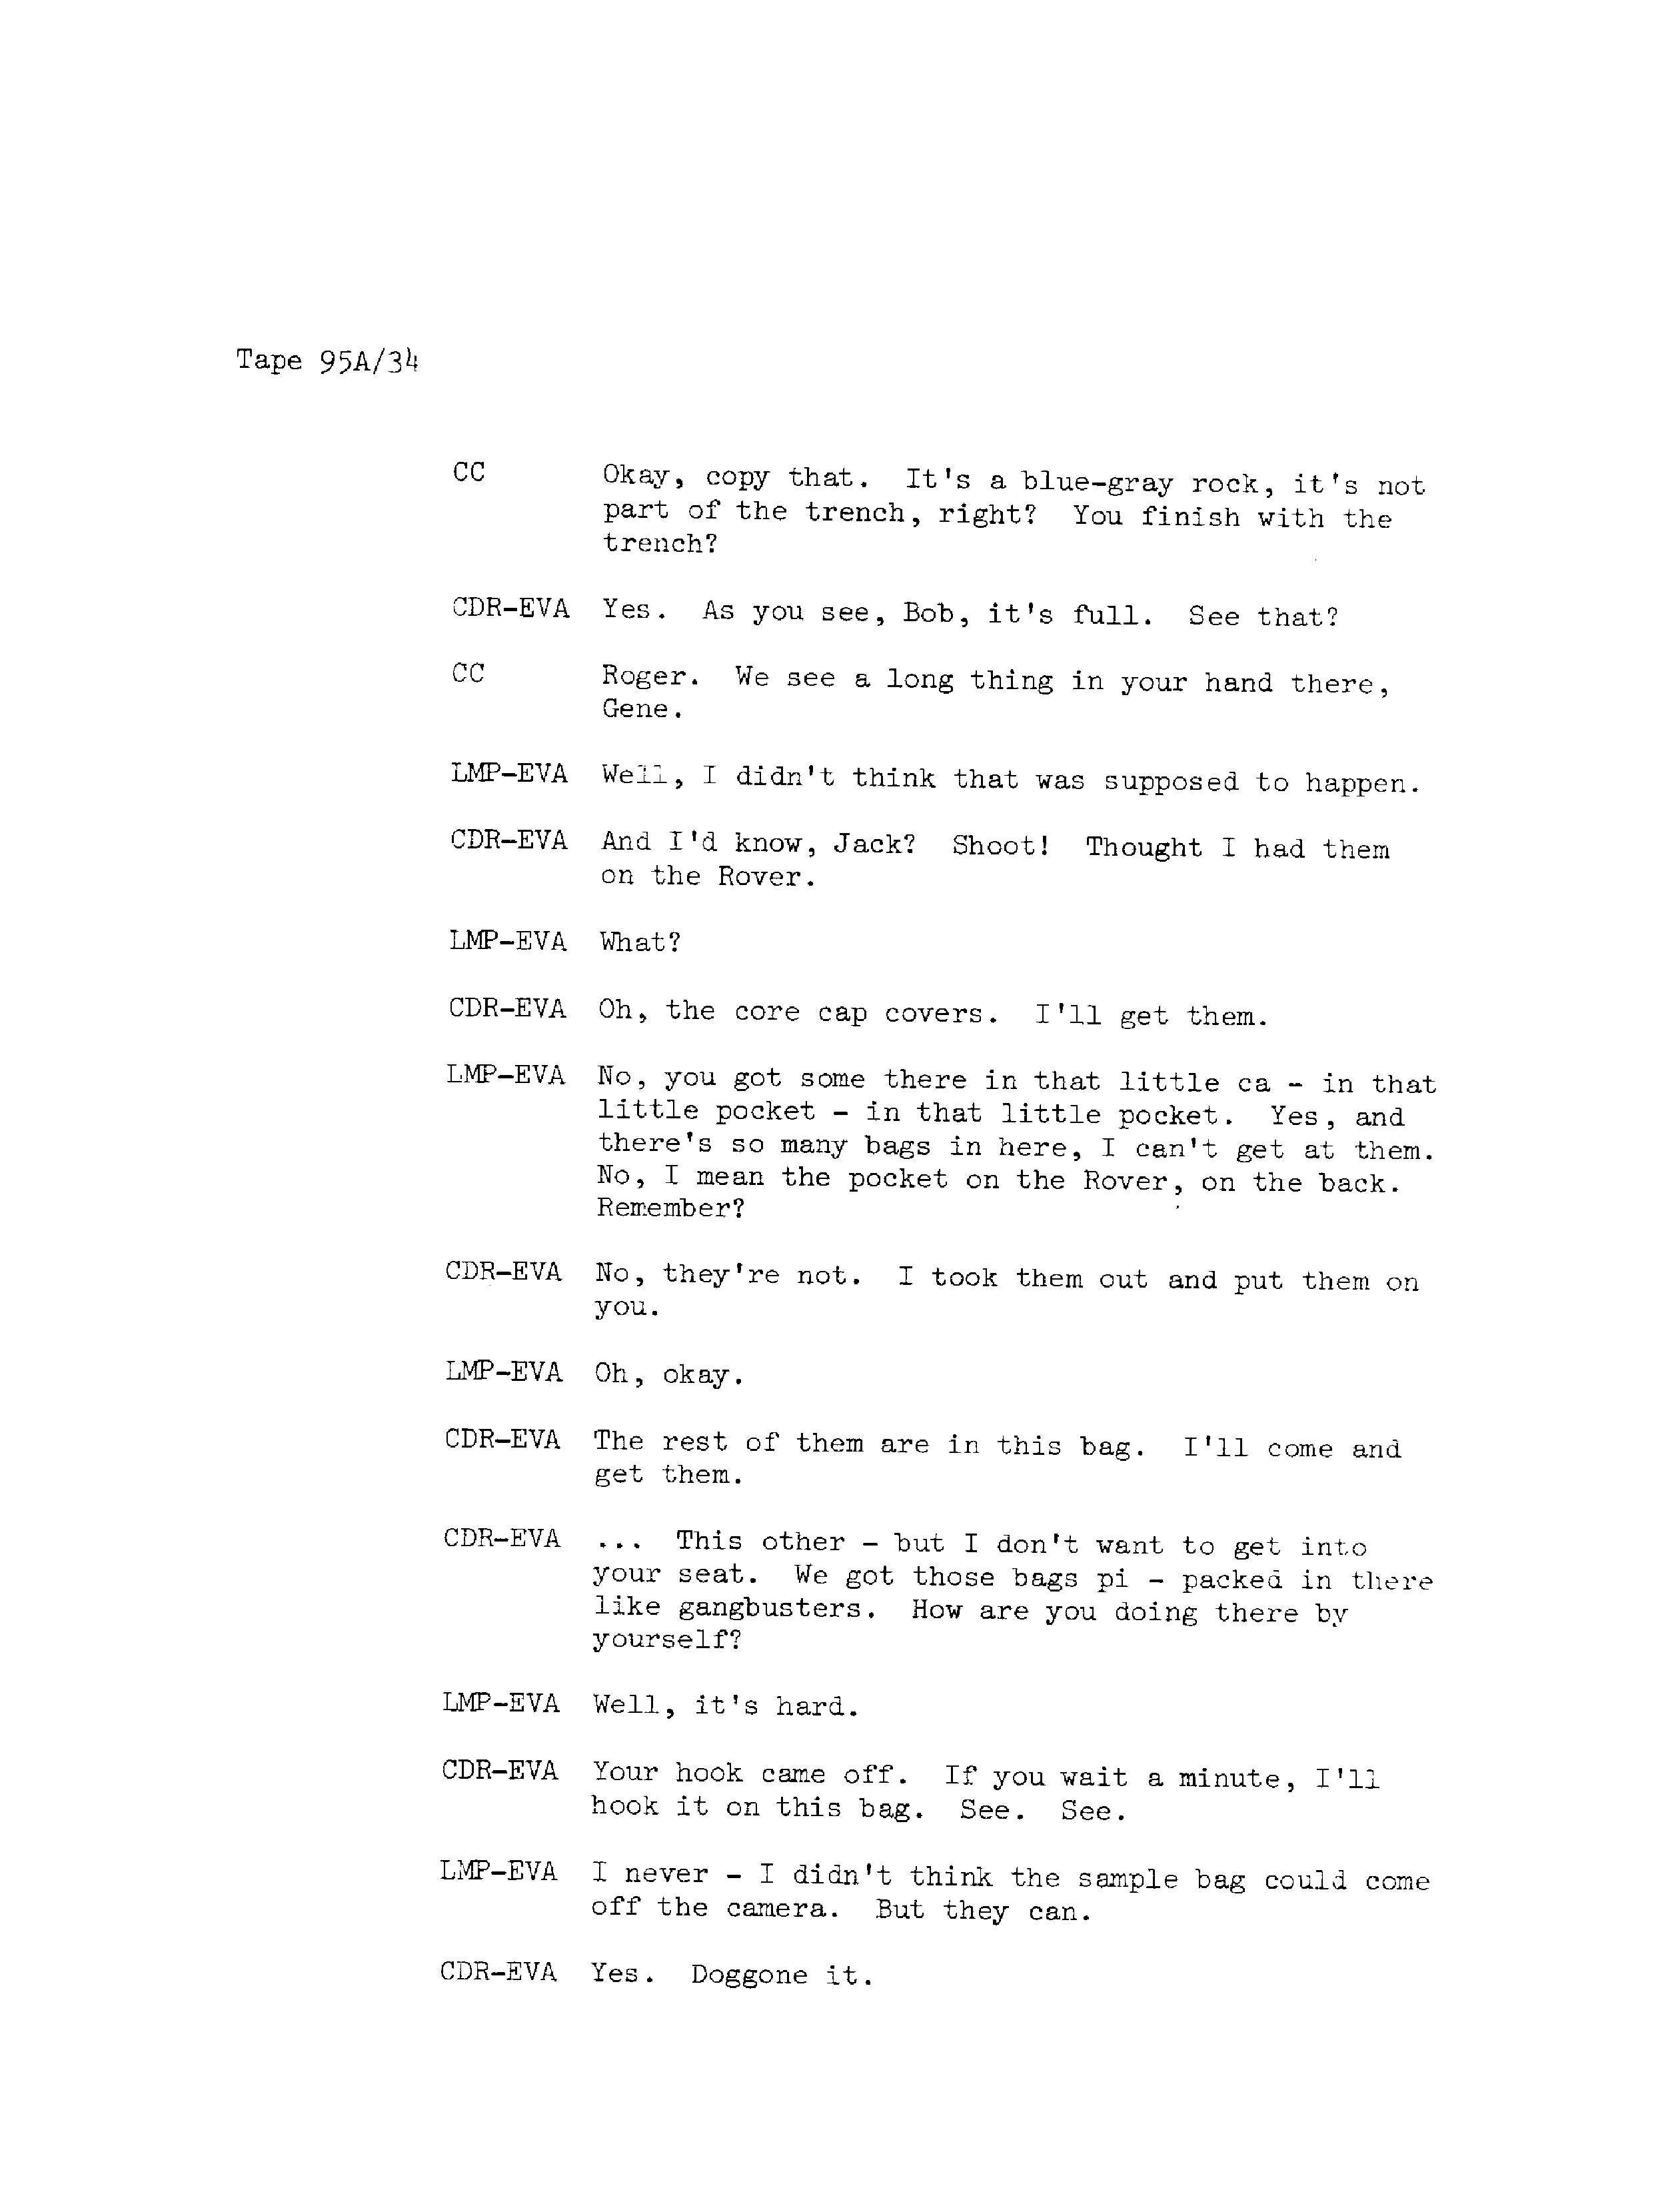 Tape 95A/34
CC Okay, copy that. It's a blue-gray rock, it's not
part of the trench, right? You finish with the
trench?
CDR-EVA Yes. As you see, Bob, it's full. See that?
CC Roger. We see a long thing in your hand there,
Gene.
LMP-EVA Well, I didn't think that was supposed to happen.
CDR-EVA And I'd know, Jack? Shoot! Thought I had them
on the Rover.
LMP-EVA What?
CDR-EVA Oh, the core cap covers. I'll get them.
LMP-EVA No, you got some there in that little ca - in that
little pocket - in that little pocket. Yes, and
there's so many bags in here, I can't get at them.
No, I mean the pocket on the Rover, on the back.
Remember?
CDR-EVA No, they're not. I took them out and put them on
you.
LMP-EVA Oh, okay.
CDR-EVA The rest of them are in this bag. I'll come and
get them.
CDR-EVA ... This other - but I don't want to get into
your seat. We got those bags pi - packed in there
like gangbusters. How are you doing there by
yourself?
LMP-EVA Well, it's hard.
CDR-EVA Your hook came off. If you wait a minute, I'll
hook it on this bag. See. See.
LMP-EVA I never - I didn't think the sample bag could come
off the camera. But they can.
CDR-EVA Yes. Doggone it.